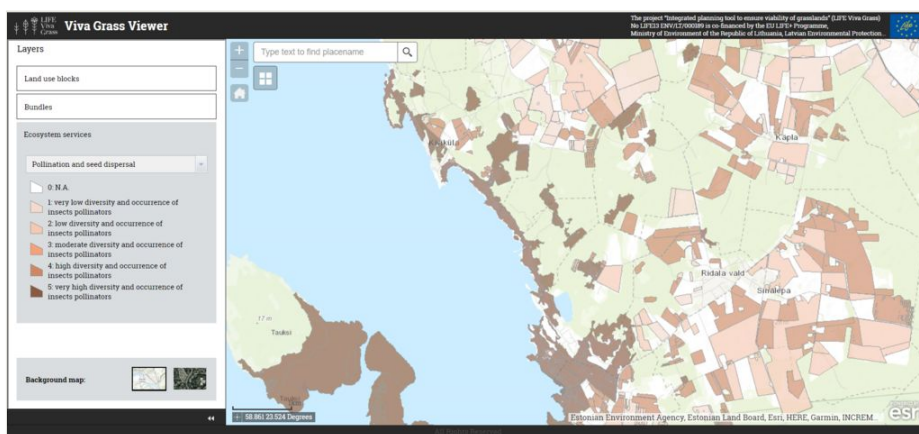 LIFE
Viva
Grass
Viva Grass Viewer
The project "Integrated planning tool to ensure viability of grasslands" (LIFE Viva Grass)
No LIFE13 ENV/LT/000189 is co-financed by the EU LIFE+ Programme,
Ministry of Environment of the Republic of Lithuania, Latvian Environmental Protection...
Layers
Land use blocks
Bundles
Ecosystem services
Pollination and seed dispersal
0: N.A.
1: very low diversity and occurrence of
insects pollinators
2: low diversity and occurrence of
insects pollinators
3: moderate diversity and occurrence of
insects pollinators
4: high diversity and occurrence of
insects pollinators
5: very high diversity and occurrence of
insects pollinators
Background map:
Type text to find placename
Käpla
Ridala vald
Sinalepa
17 m
Tauksi
58.861 23.524 Degrees
Estonian Environment Agency, Estonian Land Board, Esri, HERE, Garmin, INCREM...
esri
All Rights Reserved